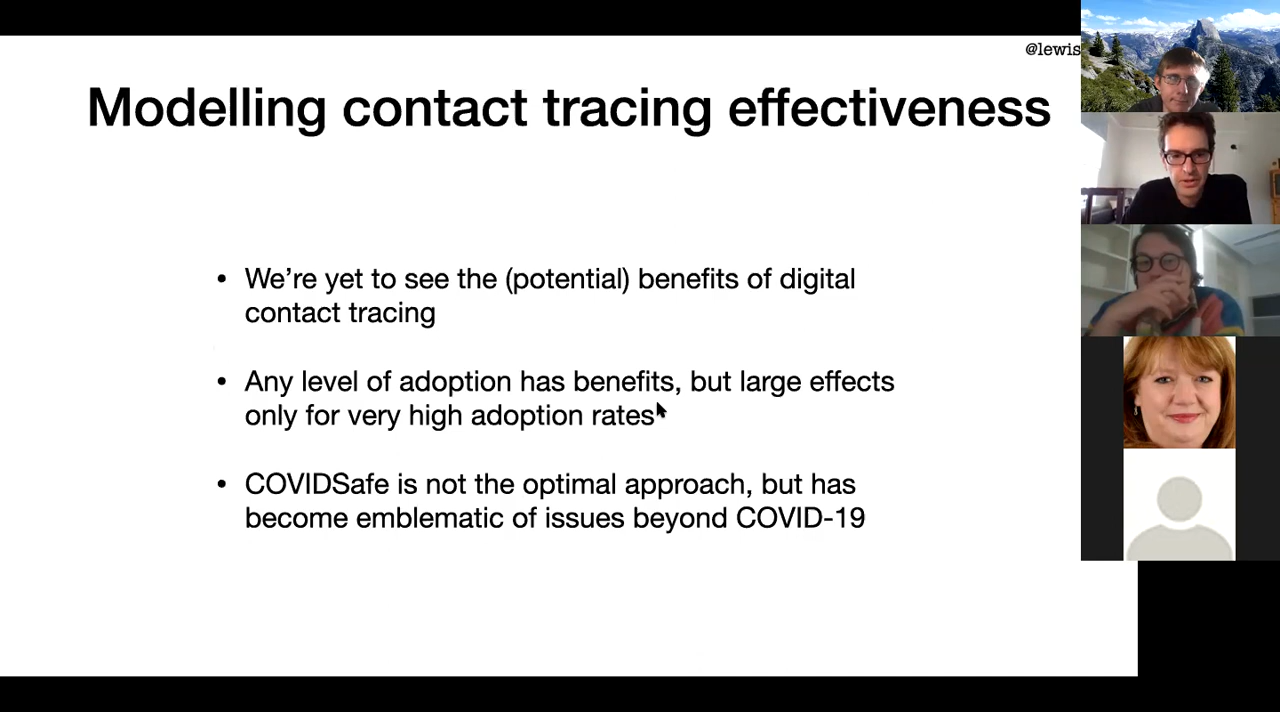 @lewis
Modelling contact tracing effectiveness
• We’re yet to see the (potential) benefits of digital
contact tracing
• Any level of adoption has benefits, but large effects
only for very high adoption rates
• COVIDSafe is not the optimal approach, but has
become emblematic of issues beyond COVID-19